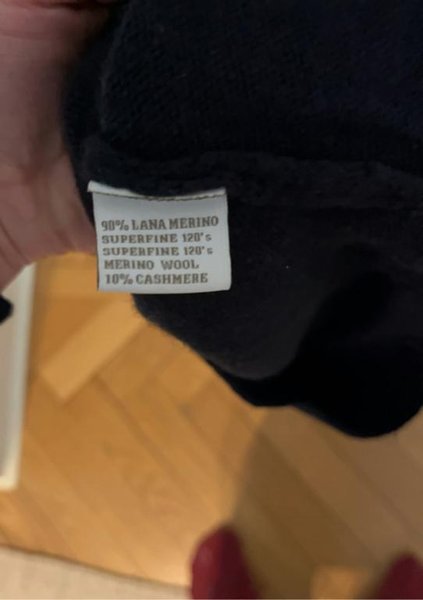 90% LANA MERINO
SUPERFINE 120's
SUPERFINE 120's
MERINO WOOL
10% CASHMERE